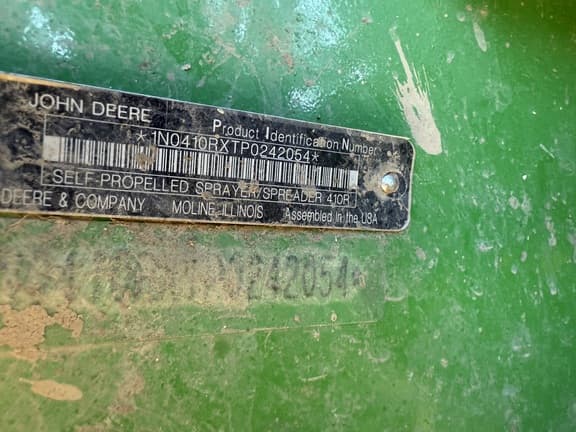 JOHN DEERE
Product Identification Number
*1N0410RXTP0242054*
SELF-PROPELLED SPRAYER/SPREADER 410R
DEERE & COMPANY MOLINE, ILLINOIS Assembled in the USA
242054*